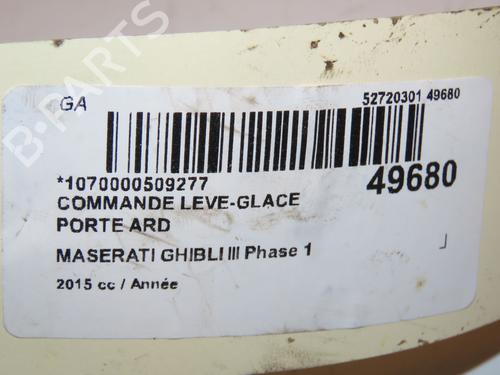 GA
52720301 49680
*1070000509277
49680
COMMANDE LEVE-GLACE
PORTE ARD
MASERATI GHIBLI III Phase 1
2015 cc / Année
B-PARTS